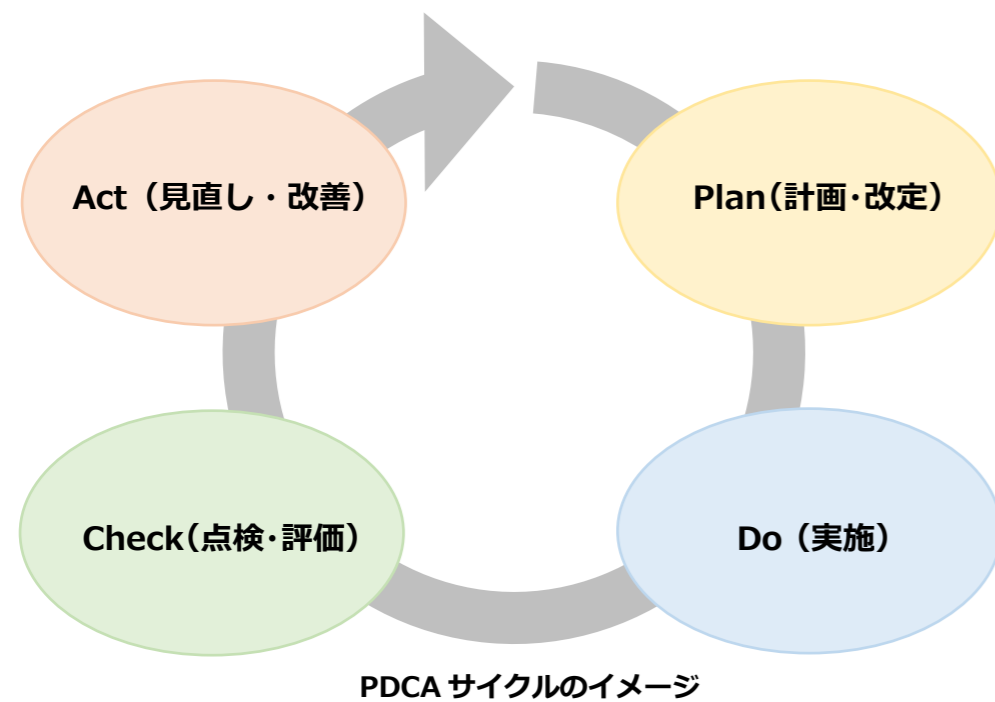 Act（見直し・改善）
Plan（計画・改定）
Check（点検・評価）
Do（実施）
PDCA サイクルのイメージ